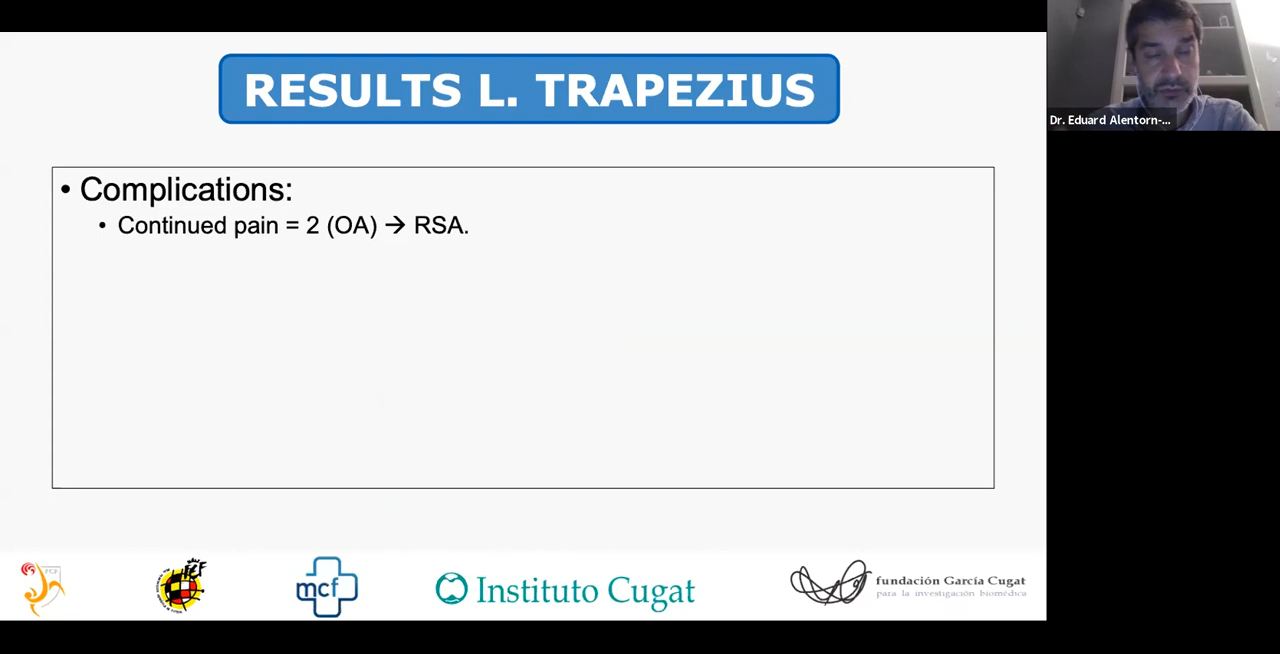 RESULTS L. TRAPEZIUS
Dr. Eduard Alentorn-...
• Complications:
• Continued pain = 2 (OA) → RSA.
FCF
mcf
Instituto Cugat
fundación García Cugat
para la investigación biomédica